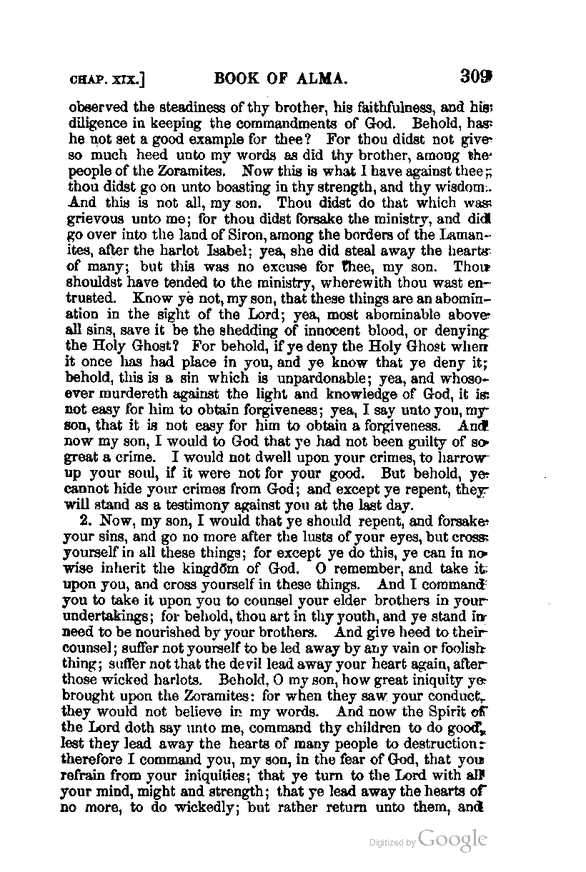 CHAP. XIX.] BOOK OF ALMA. 309
observed the steadiness of thy brother, his faithfulness, and his
diligence in keeping the commandments of God. Behold, has
he not set a good example for thee? For thou didst not give
so much heed unto my words as did thy brother, among the
people of the Zoramites. Now this is what I have against thee;
thou didst go on unto boasting in thy strength, and thy wisdom.
And this is not all, my son. Thou didst do that which was
grievous unto me; for thou didst forsake the ministry, and did
go over into the land of Siron, among the borders of the Laman-
ites, after the harlot Isabel; yea, she did steal away the hearts
of many; but this was no excuse for thee, my son. Thou
shouldst have tended to the ministry, wherewith thou wast en-
trusted. Know ye not, my son, that these things are an abomin-
ation in the sight of the Lord; yea, most abominable above
all sins, save it be the shedding of innocent blood, or denying
the Holy Ghost? For behold, if ye deny the Holy Ghost when
it once has had place in you, and ye know that ye deny it;
behold, this is a sin which is unpardonable; yea, and whoso-
ever murdereth against the light and knowledge of God, it is
not easy for him to obtain forgiveness; yea, I say unto you, my
son, that it is not easy for him to obtain a forgiveness. And
now my son, I would to God that ye had not been guilty of so
great a crime. I would not dwell upon your crimes, to harrow
up your soul, if it were not for your good. But behold, ye
cannot hide your crimes from God; and except ye repent, they
will stand as a testimony against you at the last day.
2. Now, my son, I would that ye should repent, and forsake
your sins, and go no more after the lusts of your eyes, but cross
yourself in all these things; for except ye do this, ye can in no
wise inherit the kingdom of God. O remember, and take it
upon you, and cross yourself in these things. And I command
you to take it upon you to counsel your elder brothers in your
undertakings; for behold, thou art in thy youth, and ye stand in
need to be nourished by your brothers. And give heed to their
counsel; suffer not yourself to be led away by any vain or foolish
thing; suffer not that the devil lead away your heart again, after
those wicked harlots. Behold, O my son, how great iniquity ye
brought upon the Zoramites: for when they saw your conduct,
they would not believe in my words. And now the Spirit of
the Lord doth say unto me, command thy children to do good,
lest they lead away the hearts of many people to destruction:
therefore I command you, my son, in the fear of God, that you
refrain from your iniquities; that ye turn to the Lord with all
your mind, might and strength; that ye lead away the hearts of
no more, to do wickedly; but rather return unto them, and
Digitized by Google